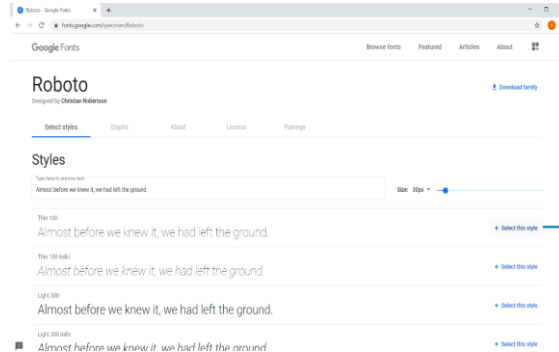 Roboto - Google Fonts
fonts.google.com/specimen/Roboto
Google Fonts
Browse fonts Featured Articles About
Roboto
Designed by Christian Robertson
Download family
Select styles Glyphs About License Pairings
Styles
Type here to preview text
Almost before we knew it, we had left the ground.
Size: 30px
Thin 100
Almost before we knew it, we had left the ground.
+ Select this style
Thin 100 italic
Almost before we knew it, we had left the ground.
+ Select this style
Light 300
Almost before we knew it, we had left the ground.
+ Select this style
Light 300 italic
Almost before we knew it, we had left the ground.
+ Select this style